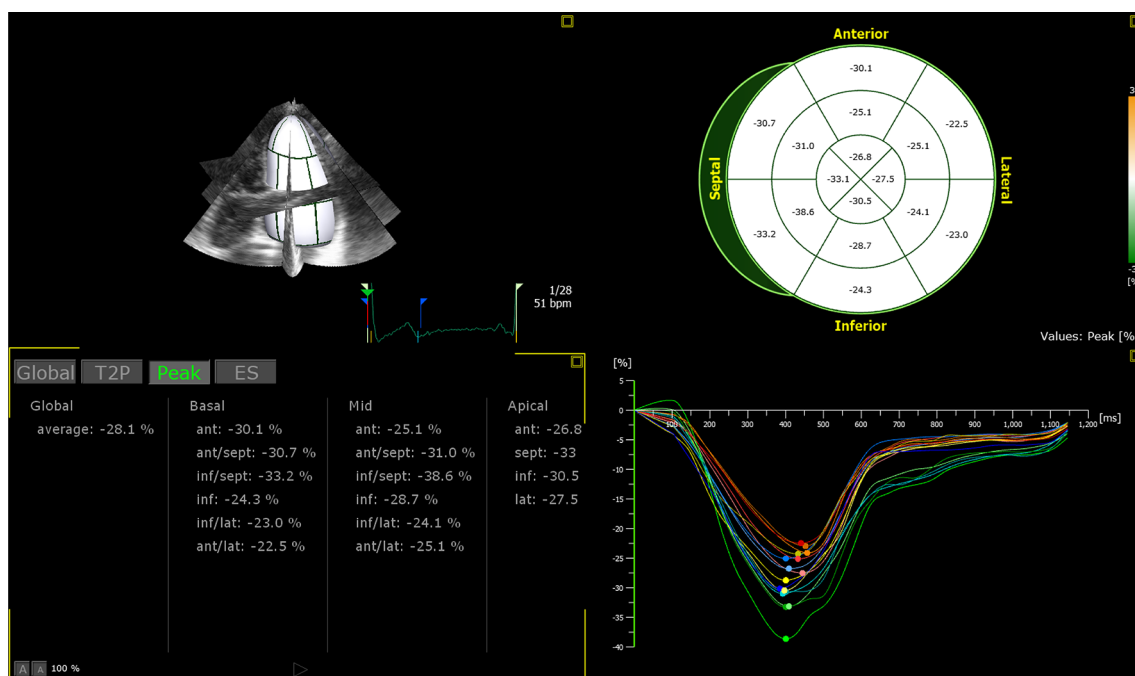 1/28
51 bpm
Anterior
-30.1
-30.7
-25.1
-22.5
-31.0
-25.1
-26.8
-33.1
-27.5
Septal
Lateral
-30.5
-38.6
-24.1
-33.2
-28.7
-23.0
-24.3
Inferior
Values: Peak [%
Global T2P Peak ES
Global Basal Mid Apical
average: -28.1 % ant: -30.1 % ant: -25.1 % ant: -26.8
ant/sept: -30.7 % ant/sept: -31.0 % sept: -33
inf/sept: -33.2 % inf/sept: -38.6 % inf: -30.5
inf: -24.3 % inf: -28.7 % lat: -27.5
inf/lat: -23.0 % inf/lat: -24.1 %
ant/lat: -22.5 % ant/lat: -25.1 %
A A 100 %
[%]
5
0
100 200 300 400 500 600 700 800 900 1,000 1,100 1,200 [ms]
-5
-10
-15
-20
-25
-30
-35
-40